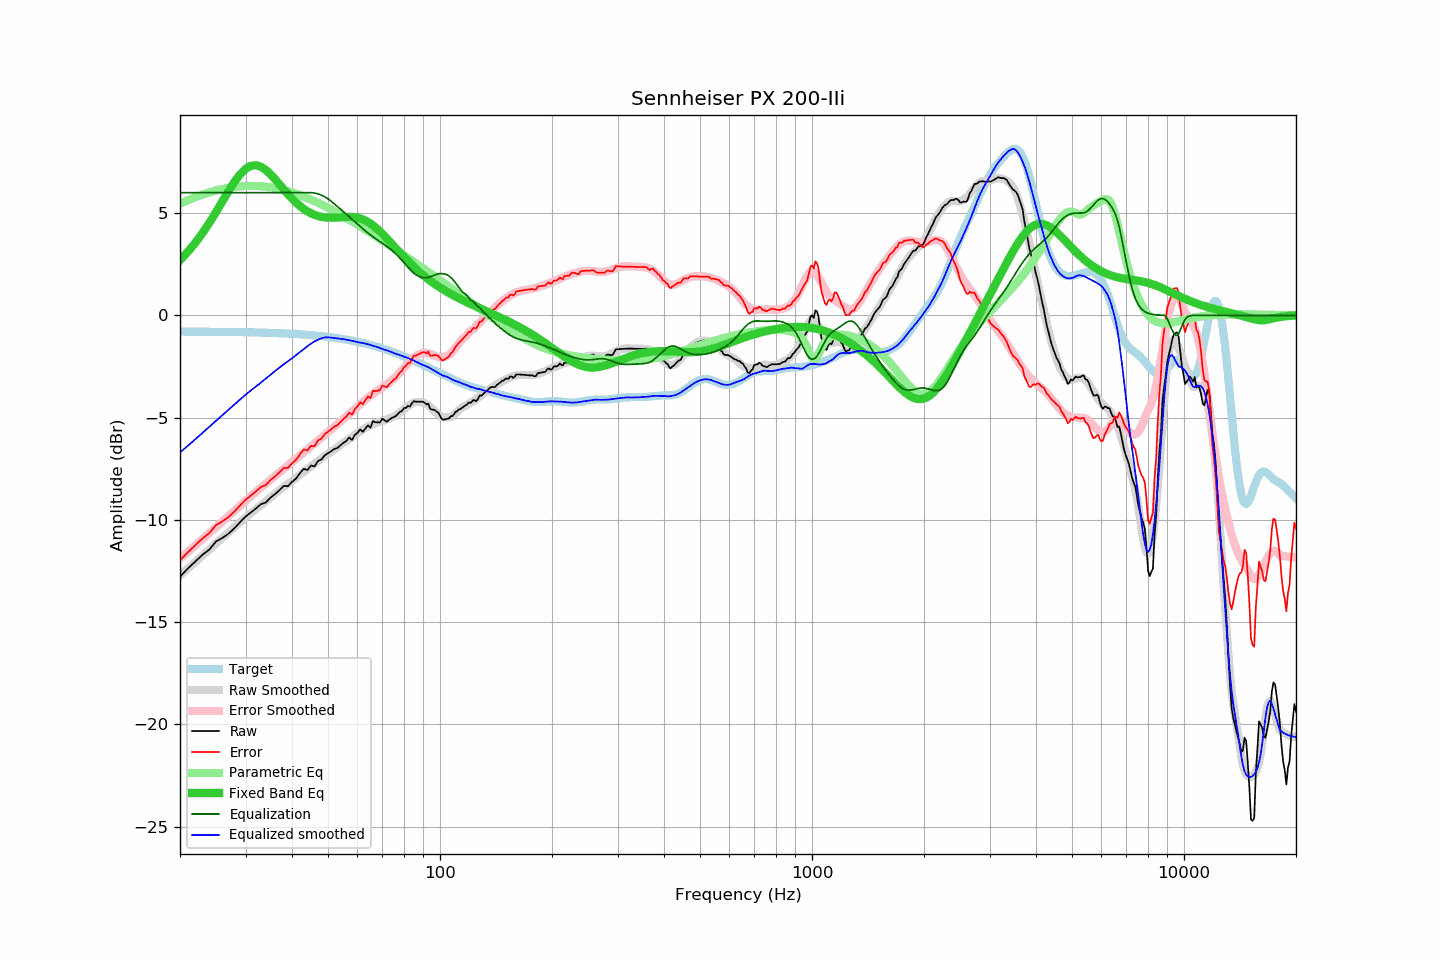 Sennheiser PX 200-IIi
Amplitude (dBr)
5
0
−5
−10
−15
−20
−25
Target
Raw Smoothed
Error Smoothed
Raw
Error
Parametric Eq
Fixed Band Eq
Equalization
Equalized smoothed
100
1000
10000
Frequency (Hz)